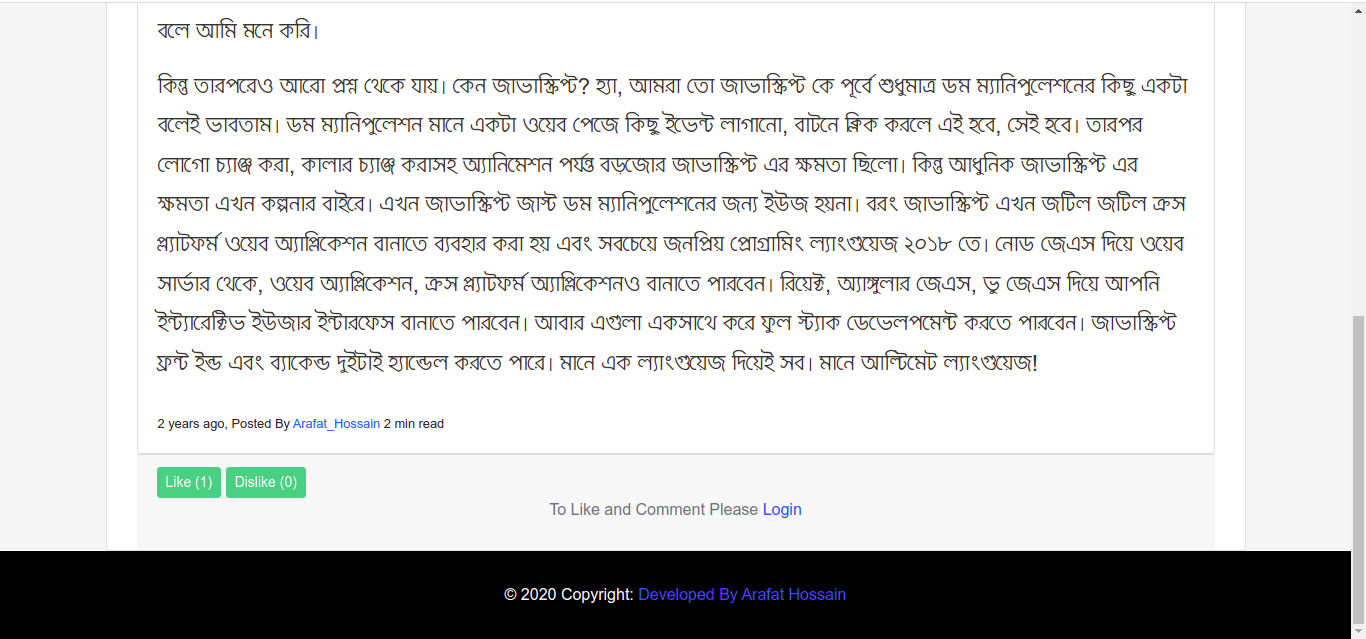 বলে আমি মনে করি।
কিন্তু তারপরেও আরো প্রশ্ন থেকে যায়। কেন জাভাস্ক্রিপ্ট? হ্যা, আমরা তো জাভাস্ক্রিপ্ট কে পূর্বে শুধুমাত্র ডম ম্যানিপুলেশনের কিছু একটা
বলেই ভাবতাম। ডম ম্যানিপুলেশন মানে একটা ওয়েব পেজে কিছু ইভেন্ট লাগানো, বাটনে ক্লিক করলে এই হবে, সেই হবে। তারপর
লোগো চ্যাঞ্জ করা, কালার চ্যাঞ্জ করাসহ অ্যানিমেশন পর্যন্ত বড়জোর জাভাস্ক্রিপ্ট এর ক্ষমতা ছিলো। কিন্তু আধুনিক জাভাস্ক্রিপ্ট এর
ক্ষমতা এখন কল্পনার বাইরে। এখন জাভাস্ক্রিপ্ট জাস্ট ডম ম্যানিপুলেশনের জন্য ইউজ হয়না। বরং জাভাস্ক্রিপ্ট এখন জটিল জটিল ক্রস
প্ল্যাটফর্ম ওয়েব অ্যাপ্লিকেশন বানাতে ব্যবহার করা হয় এবং সবচেয়ে জনপ্রিয় প্রোগ্রামিং ল্যাংগুয়েজ ২০১৮ তে। নোড জেএস দিয়ে ওয়েব
সার্ভার থেকে, ওয়েব অ্যাপ্লিকেশন, ক্রস প্ল্যাটফর্ম অ্যাপ্লিকেশনও বানাতে পারবেন। রিয়েক্ট, অ্যাঙ্গুলার জেএস, ভু জেএস দিয়ে আপনি
ইন্ট্যারেক্টিভ ইউজার ইন্টারফেস বানাতে পারবেন। আবার এগুলা একসাথে করে ফুল স্ট্যাক ডেভেলপমেন্ট করতে পারবেন। জাভাস্ক্রিপ্ট
ফ্রন্ট ইন্ড এবং ব্যাকেন্ড দুইটাই হ্যান্ডেল করতে পারে। মানে এক ল্যাংগুয়েজ দিয়েই সব। মানে আল্টিমেট ল্যাংগুয়েজ!
2 years ago, Posted By Arafat_Hossain 2 min read
Like (1) Dislike (0)
To Like and Comment Please Login
© 2020 Copyright: Developed By Arafat Hossain